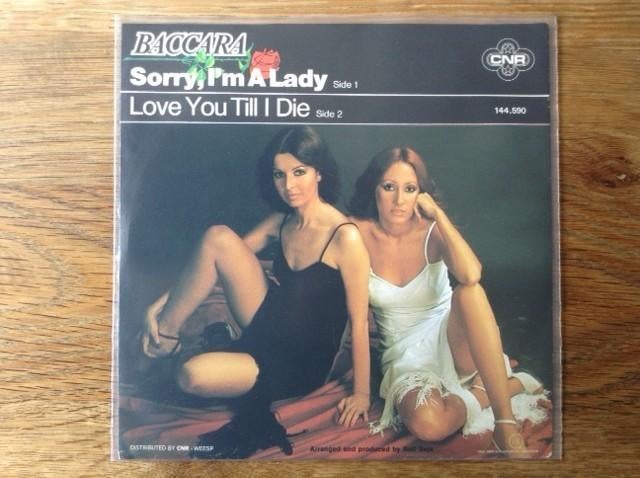 BACCARA
CNR
Sorry, I'm A Lady Side 1
Love You Till I Die Side 2
144.590
DISTRIBUTED BY CNR - WEESP
Arranged and produced by Rolf Soja